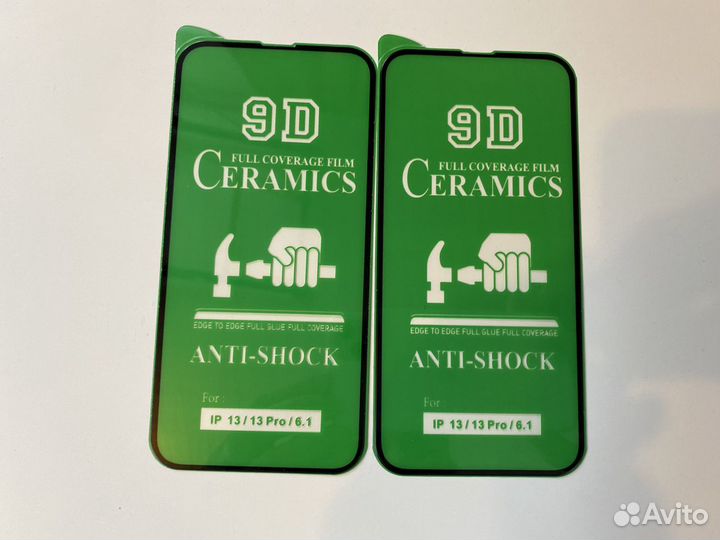 9D
FULL COVERAGE FILM
CERAMICS
EDGE TO EDGE FULL GLUE FULL COVERAGE
ANTI-SHOCK
For :
IP 13/13 Pro/6.1
9D
FULL COVERAGE FILM
CERAMICS
EDGE TO EDGE FULL GLUE FULL COVERAGE
ANTI-SHOCK
For :
IP 13/13 Pro/6.1
Avito